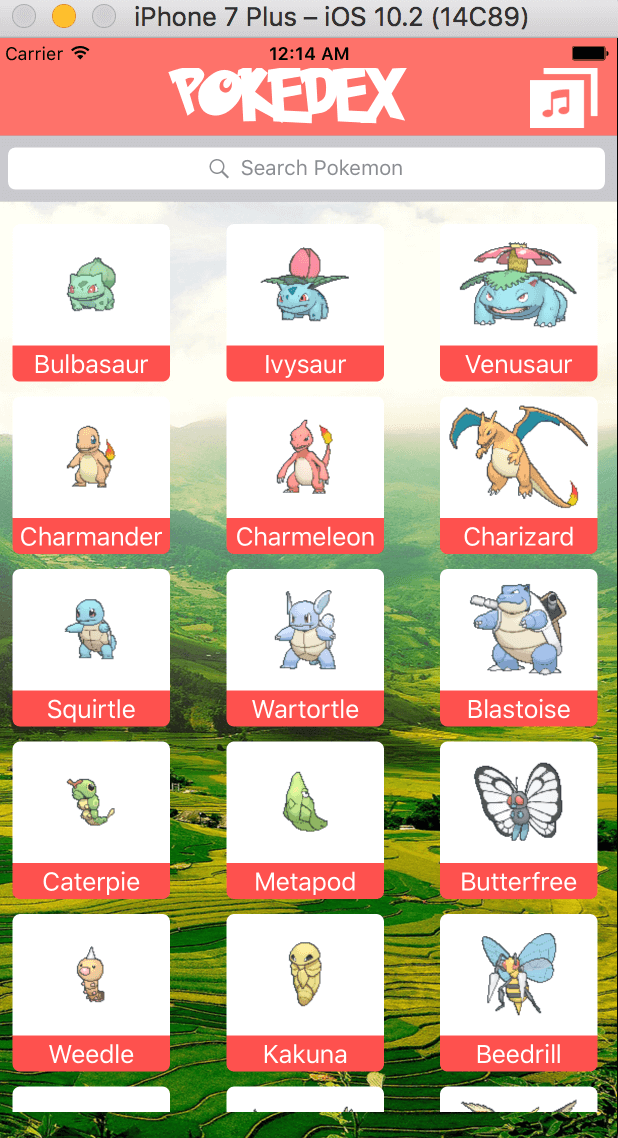 iPhone 7 Plus – iOS 10.2 (14C89)
Carrier 12:14 AM
POKEDEX
Search Pokemon
Bulbasaur Ivysaur Venusaur
Charmander Charmeleon Charizard
Squirtle Wartortle Blastoise
Caterpie Metapod Butterfree
Weedle Kakuna Beedrill